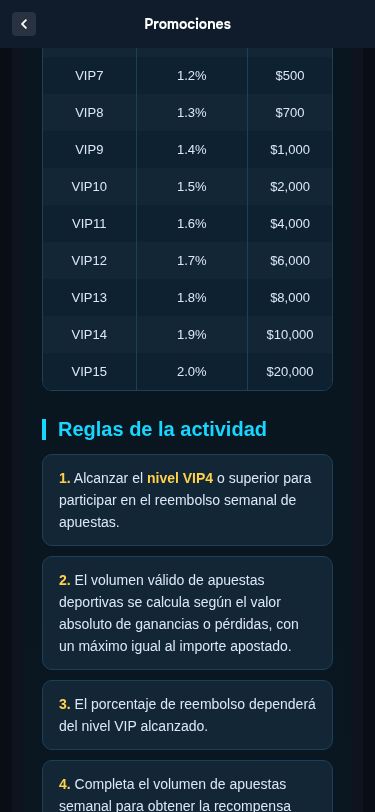 Promociones
VIP7 1.2% $500
VIP8 1.3% $700
VIP9 1.4% $1,000
VIP10 1.5% $2,000
VIP11 1.6% $4,000
VIP12 1.7% $6,000
VIP13 1.8% $8,000
VIP14 1.9% $10,000
VIP15 2.0% $20,000
Reglas de la actividad
1. Alcanzar el nivel VIP4 o superior para
participar en el reembolso semanal de
apuestas.
2. El volumen válido de apuestas
deportivas se calcula según el valor
absoluto de ganancias o pérdidas, con
un máximo igual al importe apostado.
3. El porcentaje de reembolso dependerá
del nivel VIP alcanzado.
4. Completa el volumen de apuestas
semanal para obtener la recompensa